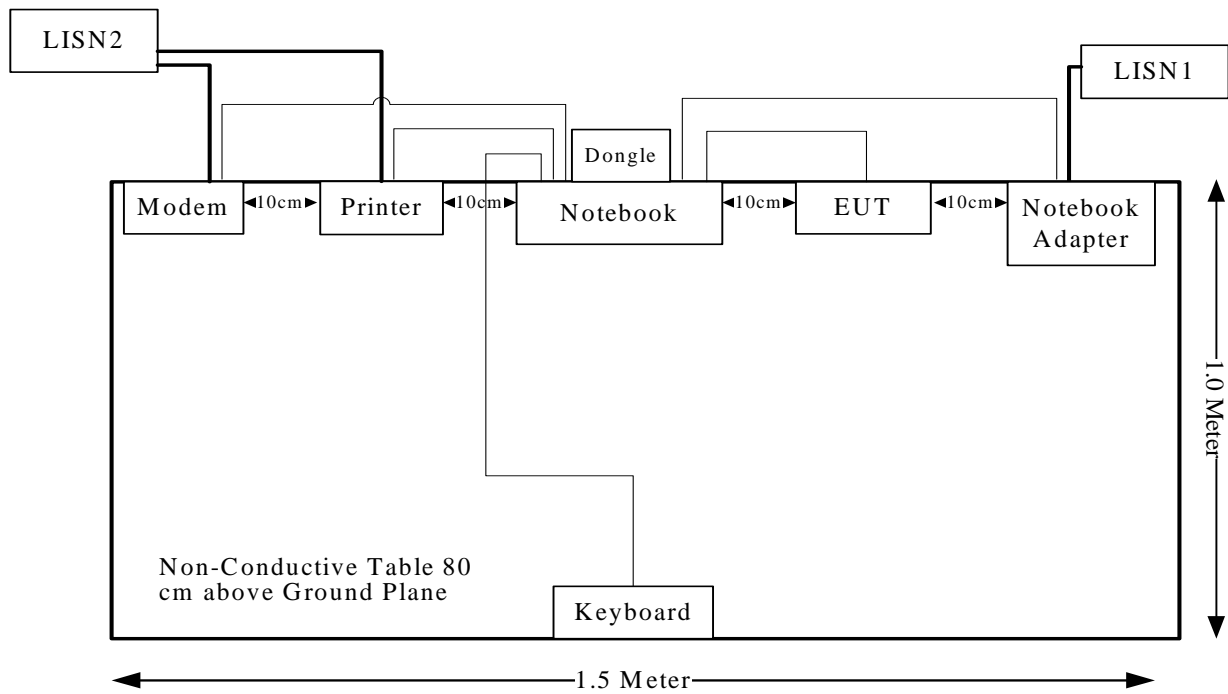 LISN2
LISN1
Dongle
Modem
10cm
Printer
10cm
Notebook
10cm
EUT
10cm
Notebook
Adapter
1.0 Meter
Non-Conductive Table 80
cm above Ground Plane
Keyboard
1.5 Meter